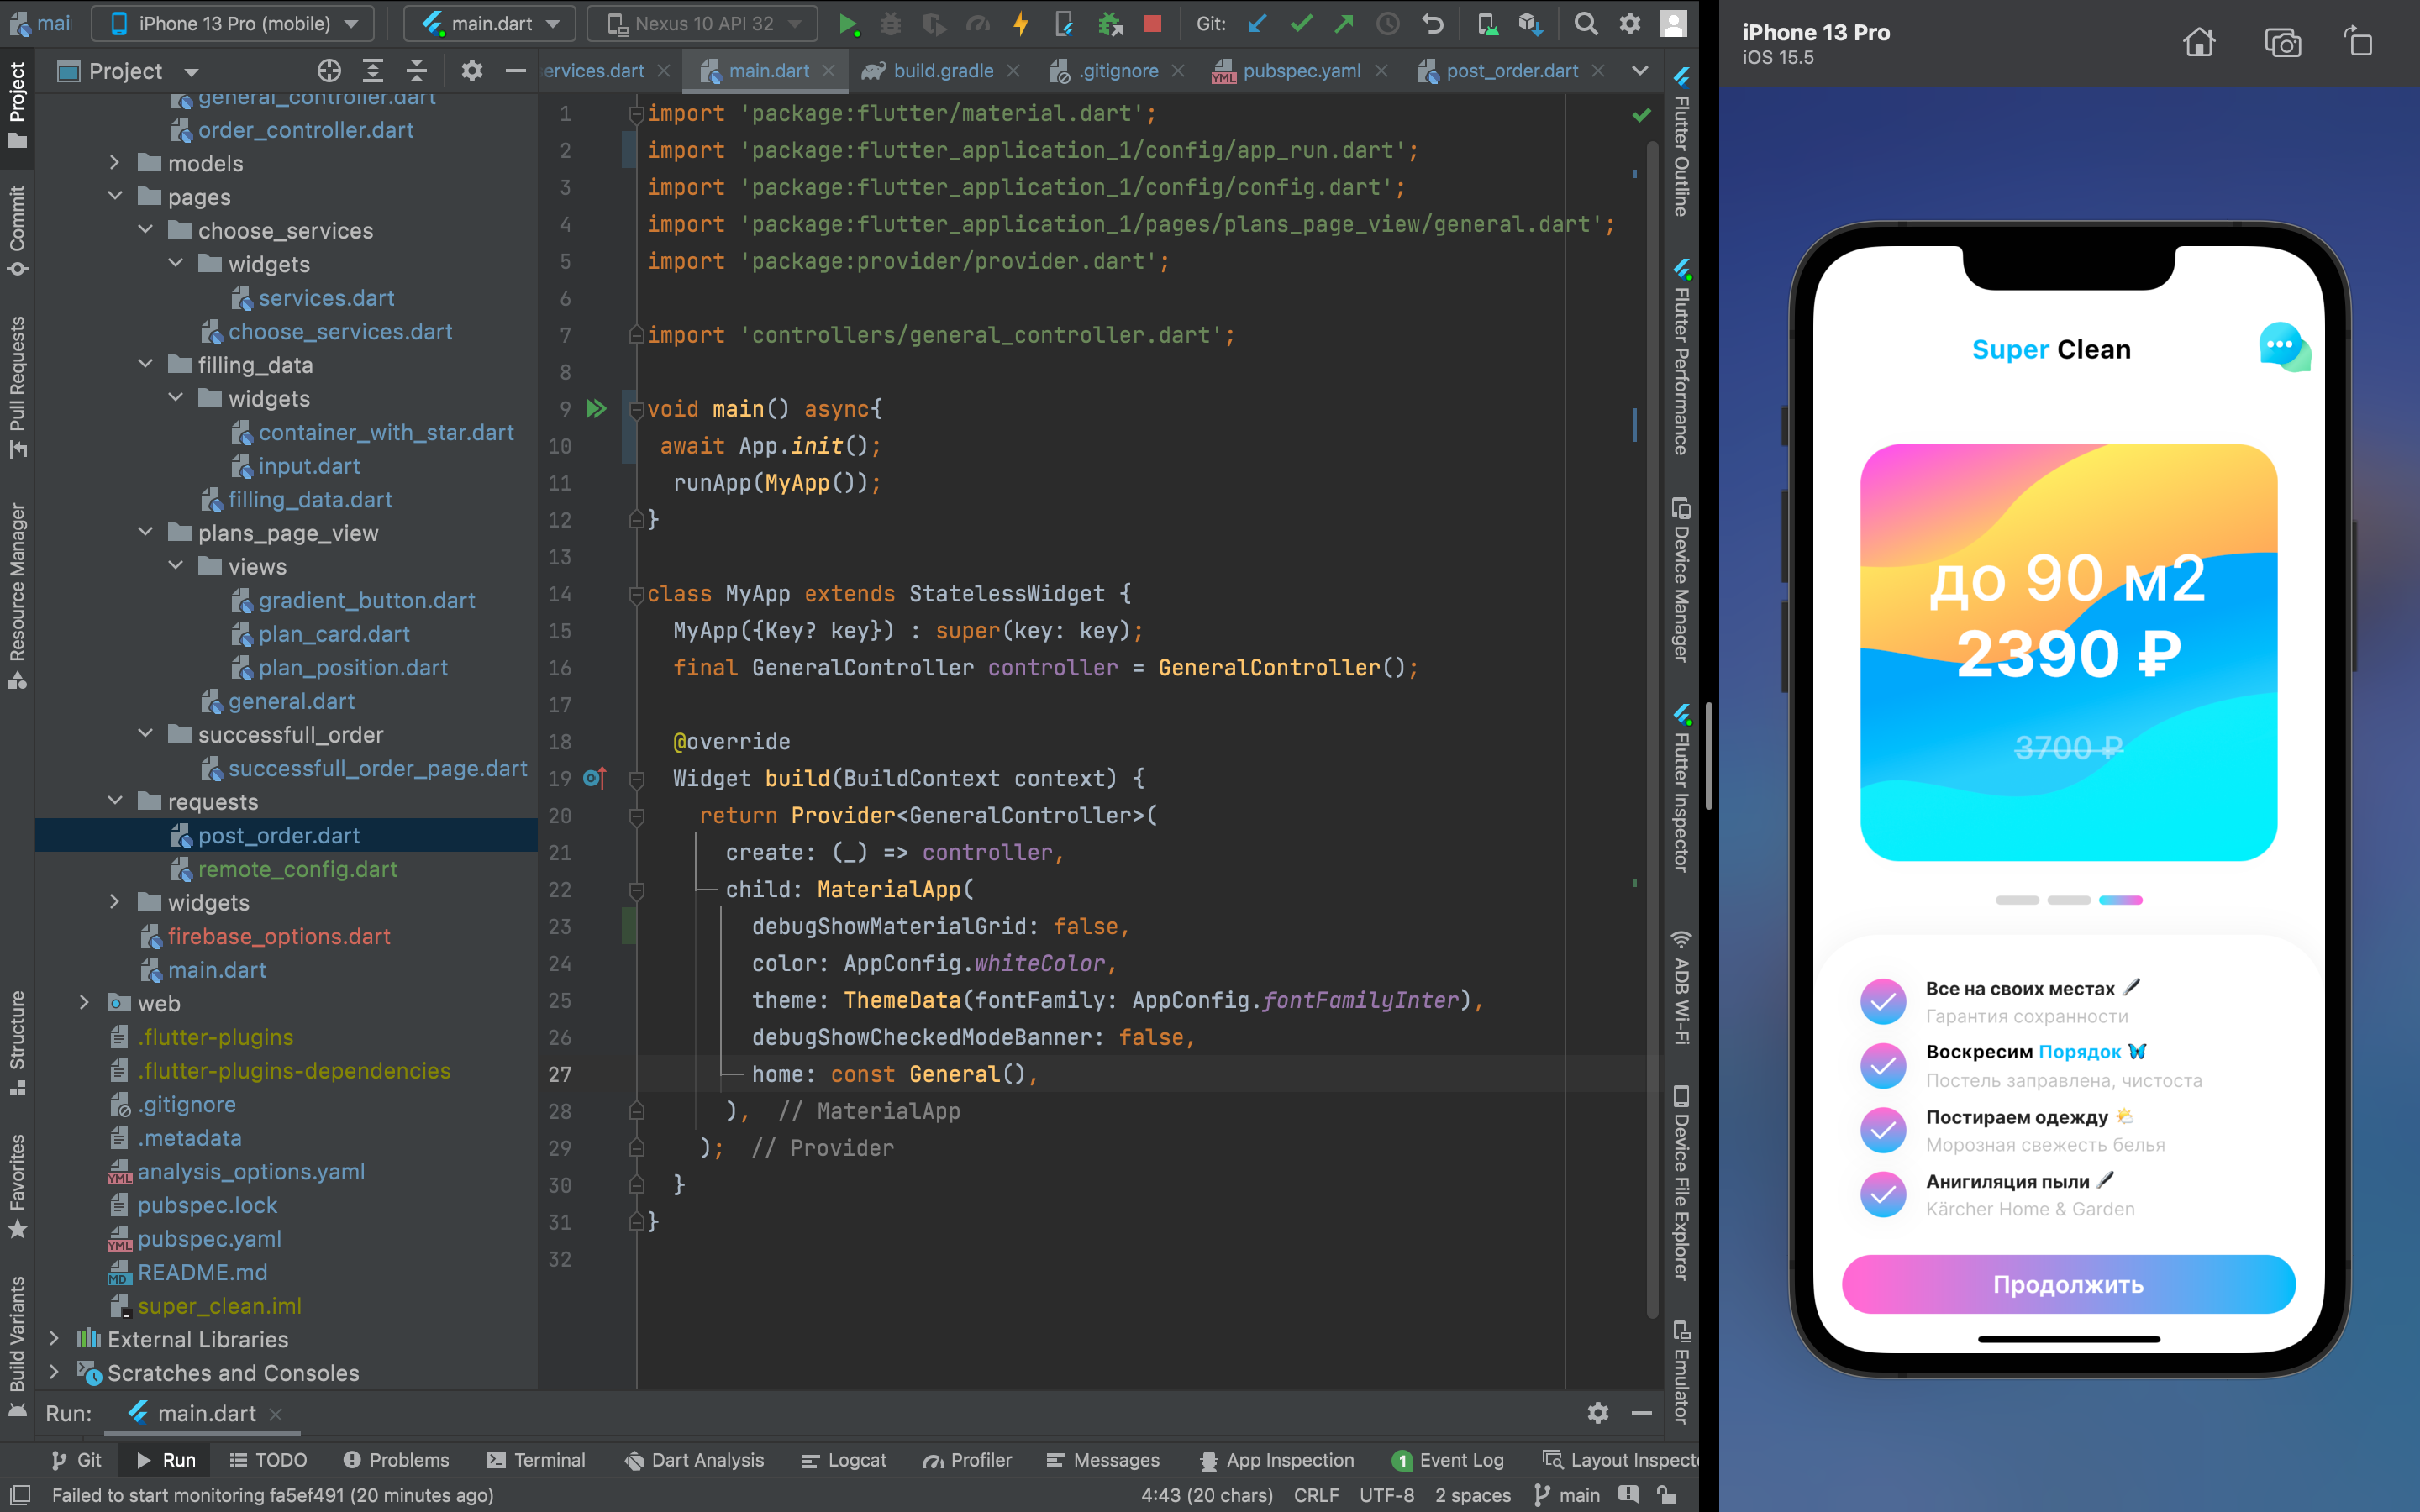 mai
iPhone 13 Pro (mobile)
main.dart
Nexus 10 API 32
Git:
Project
ervices.dart
main.dart
build.gradle
.gitignore
pubspec.yaml
post_order.dart
Project
Commit
Pull Requests
Resource Manager
Structure
Favorites
Build Variants
general_controller.dart
order_controller.dart
models
pages
choose_services
widgets
services.dart
choose_services.dart
filling_data
widgets
container_with_star.dart
input.dart
filling_data.dart
plans_page_view
views
gradient_button.dart
plan_card.dart
plan_position.dart
general.dart
successfull_order
successfull_order_page.dart
requests
post_order.dart
remote_config.dart
widgets
firebase_options.dart
main.dart
web
.flutter-plugins
.flutter-plugins-dependencies
.gitignore
.metadata
YML analysis_options.yaml
pubspec.lock
YML pubspec.yaml
MD README.md
super_clean.iml
External Libraries
Scratches and Consoles
1 import 'package:flutter/material.dart';
2 import 'package:flutter_application_1/config/app_run.dart';
3 import 'package:flutter_application_1/config/config.dart';
4 import 'package:flutter_application_1/pages/plans_page_view/general.dart';
5 import 'package:provider/provider.dart';
6
7 import 'controllers/general_controller.dart';
8
9 void main() async{
10 await App.init();
11 runApp(MyApp());
12 }
13
14 class MyApp extends StatelessWidget {
15 MyApp({Key? key}) : super(key: key);
16 final GeneralController controller = GeneralController();
17
18 @override
19 Widget build(BuildContext context) {
20 return Provider<GeneralController>(
21 create: (_) => controller,
22 child: MaterialApp(
23 debugShowMaterialGrid: false,
24 color: AppConfig.whiteColor,
25 theme: ThemeData(fontFamily: AppConfig.fontFamilyInter),
26 debugShowCheckedModeBanner: false,
27 home: const General(),
28 ), // MaterialApp
29 ); // Provider
30 }
31 }
32
Flutter Outline
Flutter Performance
Device Manager
Flutter Inspector
ADB Wi-Fi
Device File Explorer
Emulator
Run:
main.dart
Git
Run
TODO
Problems
Terminal
Dart Analysis
Logcat
Profiler
Messages
App Inspection
1 Event Log
Layout Inspect
Failed to start monitoring fa5ef491 (20 minutes ago)
4:43 (20 chars)
CRLF
UTF-8
2 spaces
main
iPhone 13 Pro
iOS 15.5
Super Clean
до 90 м2
2390 ₽
3700 ₽
Все на своих местах
Гарантия сохранности
Воскресим Порядок
Постель заправлена, чистоста
Постираем одежду
Морозная свежесть белья
Анигиляция пыли
Kärcher Home & Garden
Продолжить